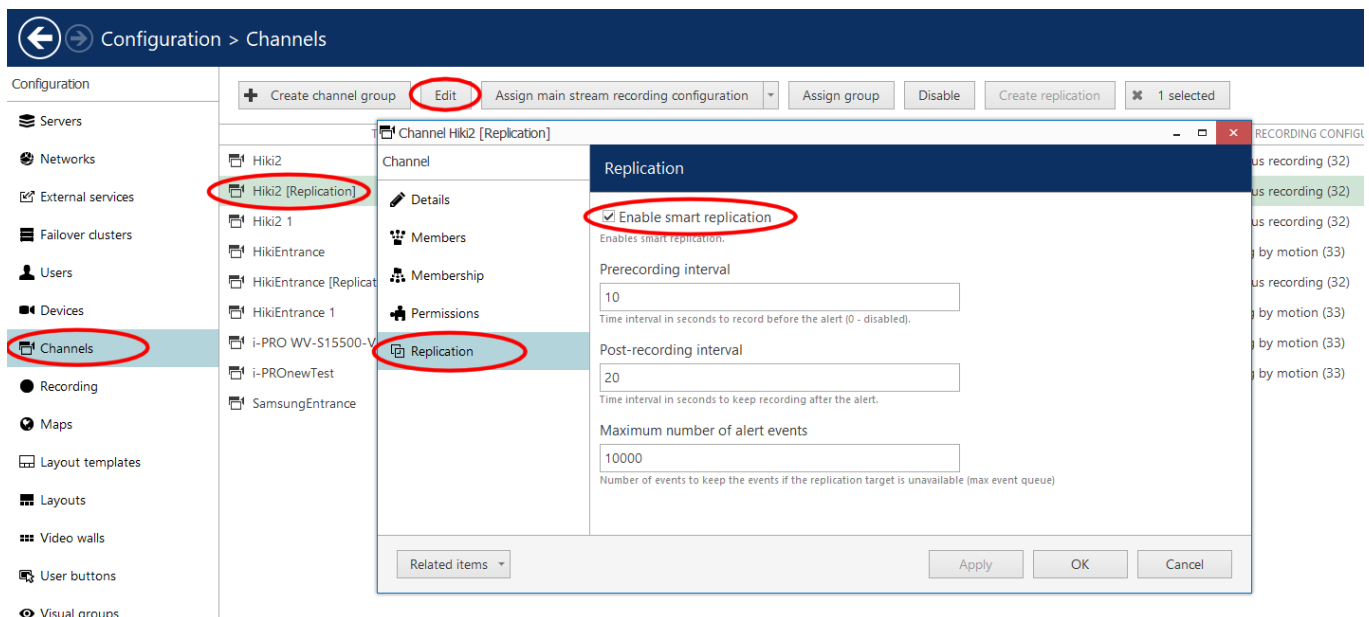 Configuration > Channels
Configuration
Servers
Networks
External services
Failover clusters
Users
Devices
Channels
Recording
Maps
Layout templates
Layouts
Video walls
User buttons
Visual groups
Create channel group
Edit
Assign main stream recording configuration
Assign group
Disable
Create replication
1 selected
T
RECORDING CONFIGU
Hiki2
us recording (32)
Hiki2 [Replication]
us recording (32)
Hiki2 1
us recording (32)
HikiEntrance
g by motion (33)
HikiEntrance [Replicat
us recording (32)
HikiEntrance 1
g by motion (33)
i-PRO WV-S15500-V
g by motion (33)
i-PROnewTest
g by motion (33)
SamsungEntrance
Channel Hiki2 [Replication]
Channel
Details
Members
Membership
Permissions
Replication
Replication
Enable smart replication
Enables smart replication.
Prerecording interval
10
Time interval in seconds to record before the alert (0 - disabled).
Post-recording interval
20
Time interval in seconds to keep recording after the alert.
Maximum number of alert events
10000
Number of events to keep the events if the replication target is unavailable (max event queue)
Related items
Apply
OK
Cancel